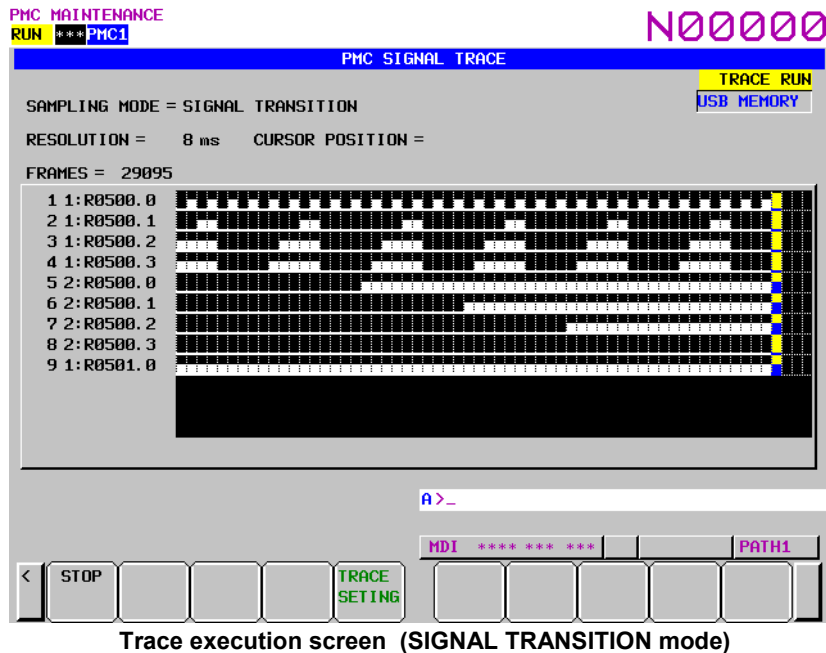 PMC MAINTENANCE
RUN ***PMC1
N00000
PMC SIGNAL TRACE
TRACE RUN
USB MEMORY
SAMPLING MODE = SIGNAL TRANSITION
RESOLUTION = 8 ms CURSOR POSITION =
FRAMES = 29095
1 1:R0500.0
2 1:R0500.1
3 1:R0500.2
4 1:R0500.3
5 2:R0500.0
6 2:R0500.1
7 2:R0500.2
8 2:R0500.3
9 1:R0501.0
A>_
MDI **** *** *** PATH1
< STOP TRACE
SETING
Trace execution screen (SIGNAL TRANSITION mode)